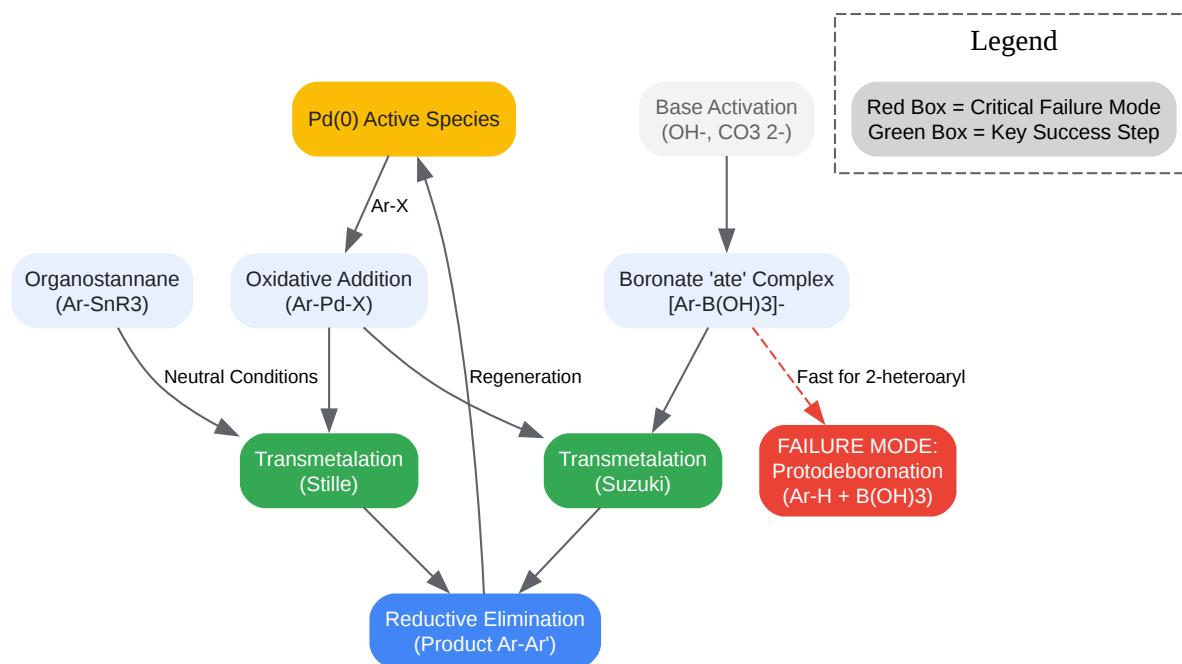 Legend
Red Box = Critical Failure Mode
Green Box = Key Success Step
Pd(0) Active Species
Base Activation
(OH-, CO3 2-)
Ar-X
Organostannane
(Ar-SnR3)
Oxidative Addition
(Ar-Pd-X)
Boronate 'ate' Complex
[Ar-B(OH)3]-
Neutral Conditions
Regeneration
Fast for 2-heteroaryl
Transmetalation
(Stille)
Transmetalation
(Suzuki)
FAILURE MODE:
Protodeboronation
(Ar-H + B(OH)3)
Reductive Elimination
(Product Ar-Ar')